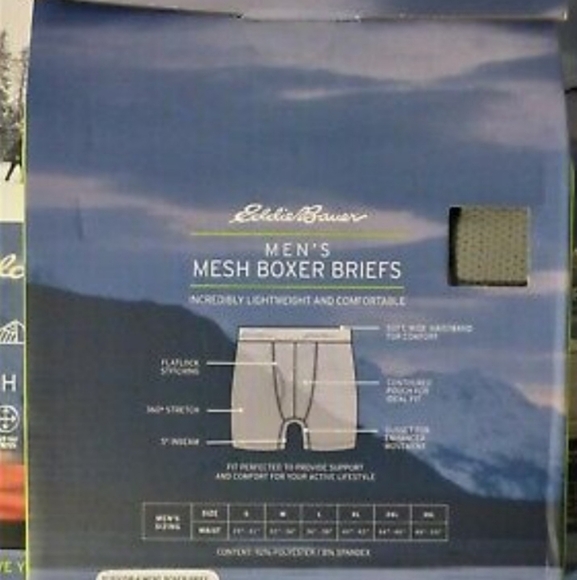 Eddie Bauer
MEN'S
MESH BOXER BRIEFS
INCREDIBLY LIGHTWEIGHT AND COMFORTABLE
SOFT, WIDE WAISTBAND
FOR COMFORT
FLATLOCK
STITCHING
CONTOURED
POUCH FOR
IDEAL FIT
360° STRETCH
GUSSET FOR
ENHANCED
MOVEMENT
5" INSEAM
FIT PERFECTED TO PROVIDE SUPPORT
AND COMFORT FOR YOUR ACTIVE LIFESTYLE
MEN'S
SIZING
SIZE S M L XL
WAIST
CONTENT: 92% POLYESTER / 8% SPANDEX
H